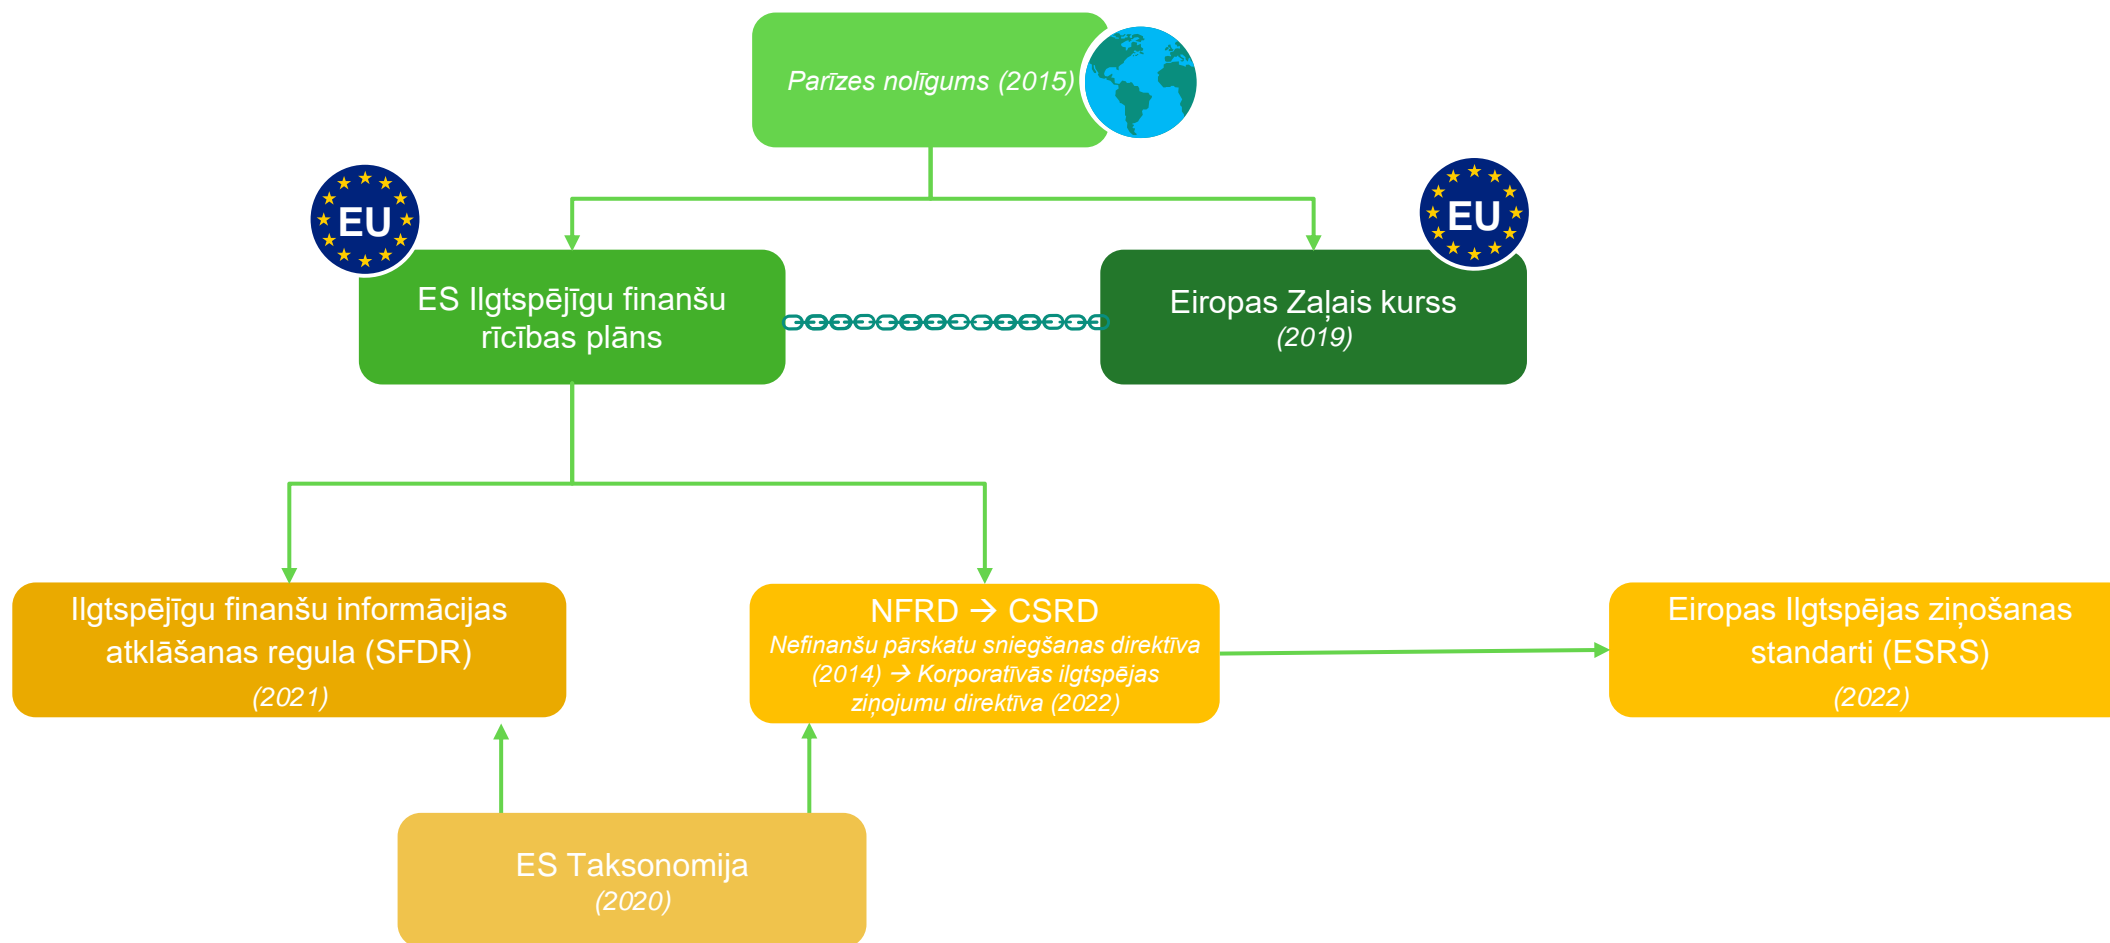 Parīzes nolīgums (2015)
EU
EU
ES Ilgtspējīgu finanšu
rīcības plāns
Eiropas Zaļais kurss
(2019)
Ilgtspējīgu finanšu informācijas
atklāšanas regula (SFDR)
(2021)
NFRD → CSRD
Nefinanšu pārskatu sniegšanas direktīva
(2014) → Korporatīvās ilgtspējas
ziņojumu direktīva (2022)
Eiropas Ilgtspējas ziņošanas
standarti (ESRS)
(2022)
ES Taksonomija
(2020)